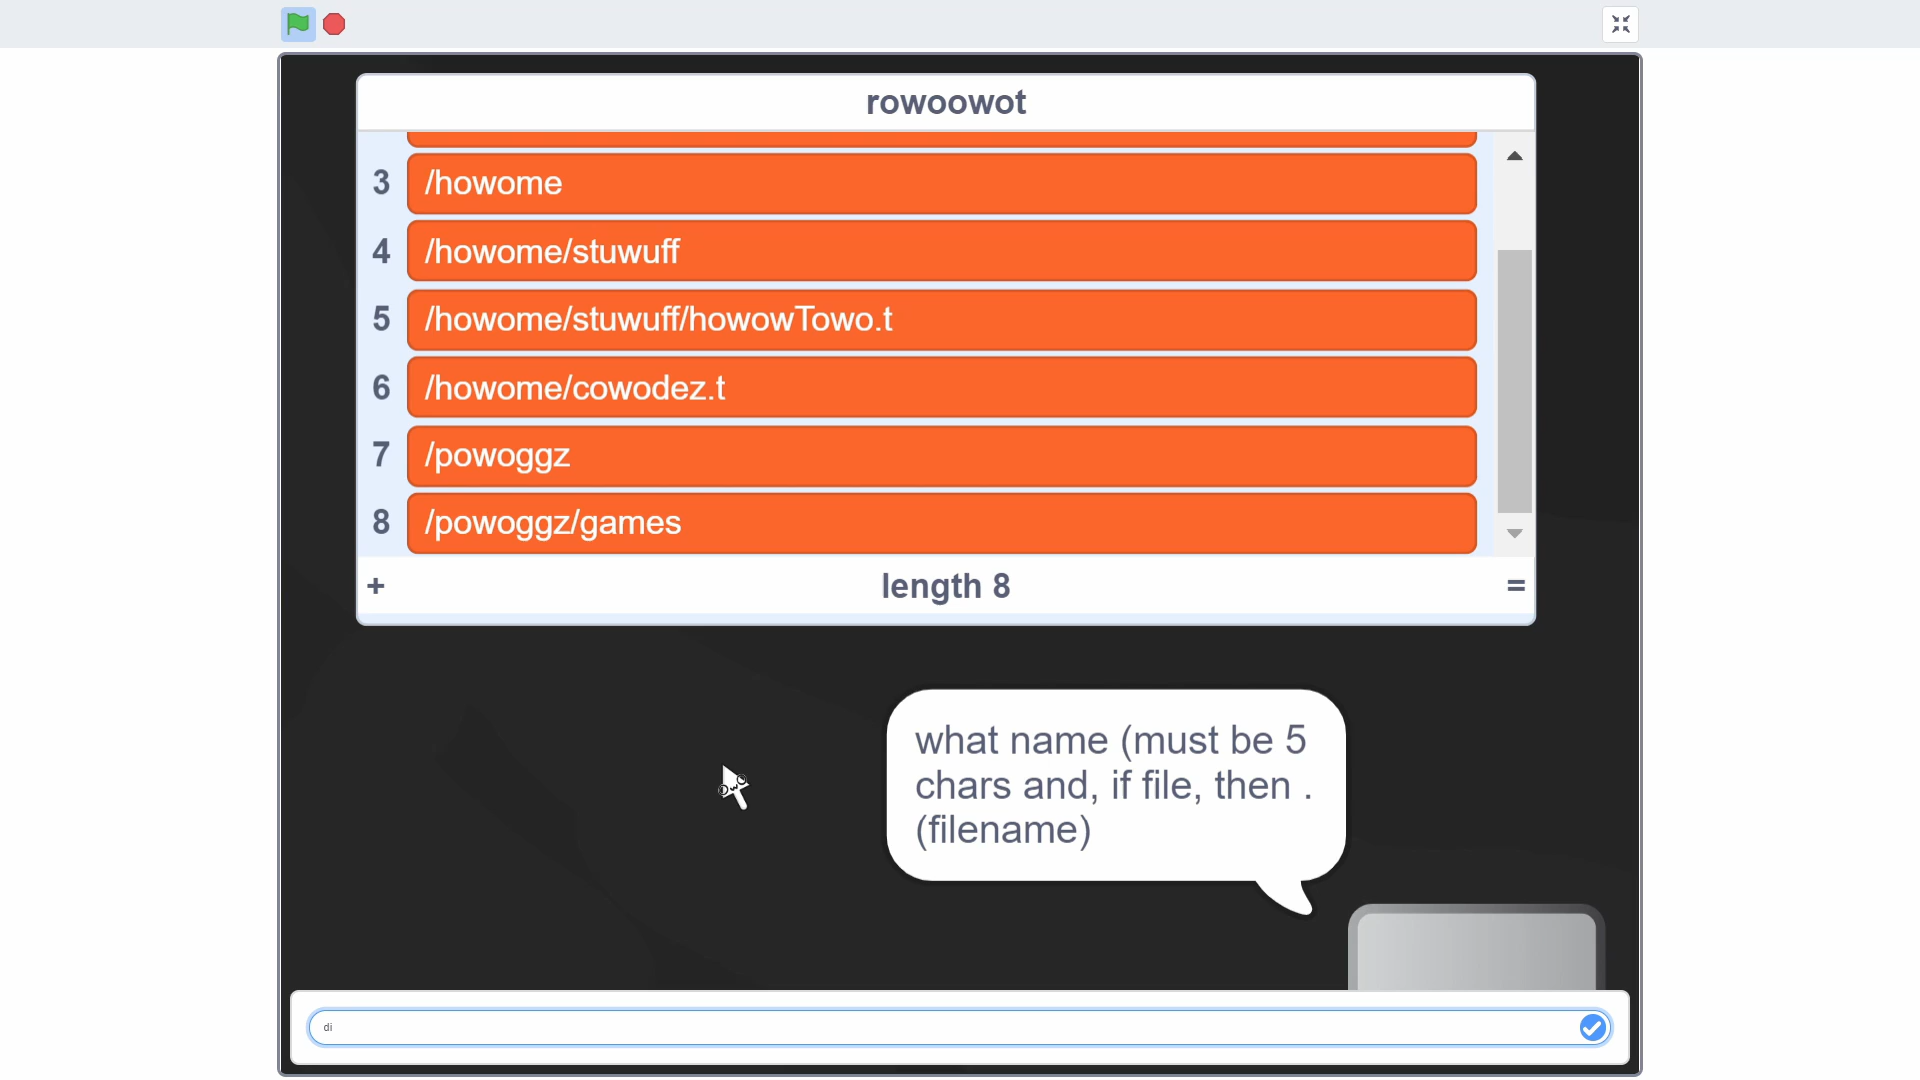 rowoowot
3 /howome
4 /howome/stuwuff
5 /howome/stuwuff/howowTowo.t
6 /howome/cowodez.t
7 /powoggz
8 /powoggz/games
+ length 8 =
what name (must be 5
chars and, if file, then .
(filename)
di